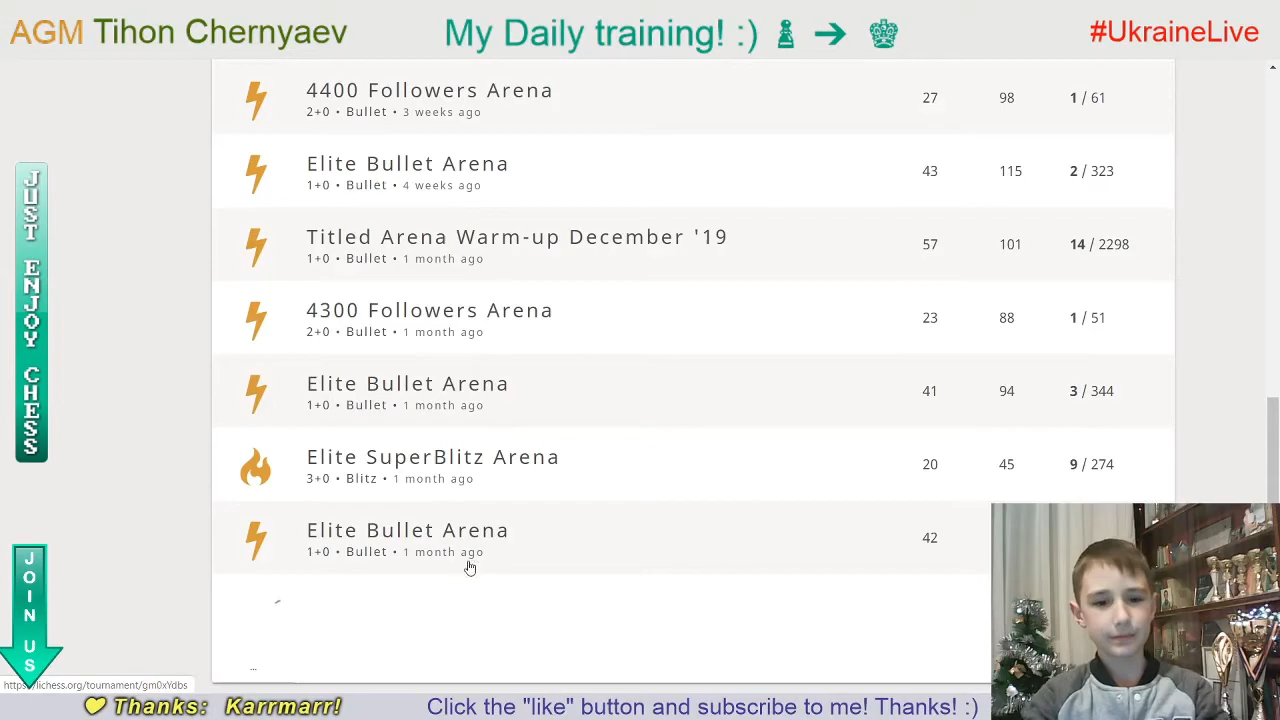 AGM Tihon Chernyaev
My Daily training! :) ♟ → ♚
#UkraineLive
4400 Followers Arena
2+0 • Bullet • 3 weeks ago
27 98 1 / 61
Elite Bullet Arena
1+0 • Bullet • 4 weeks ago
43 115 2 / 323
Titled Arena Warm-up December '19
1+0 • Bullet • 1 month ago
57 101 14 / 2298
4300 Followers Arena
2+0 • Bullet • 1 month ago
23 88 1 / 51
Elite Bullet Arena
1+0 • Bullet • 1 month ago
41 94 3 / 344
Elite SuperBlitz Arena
3+0 • Blitz • 1 month ago
20 45 9 / 274
Elite Bullet Arena
1+0 • Bullet • 1 month ago
42
JUST ENJOY CHESS
JOIN US
https://lichess.org/tournament/gm0xYdbs
Thanks: Karrmarr!
Click the "like" button and subscribe to me! Thanks! :)